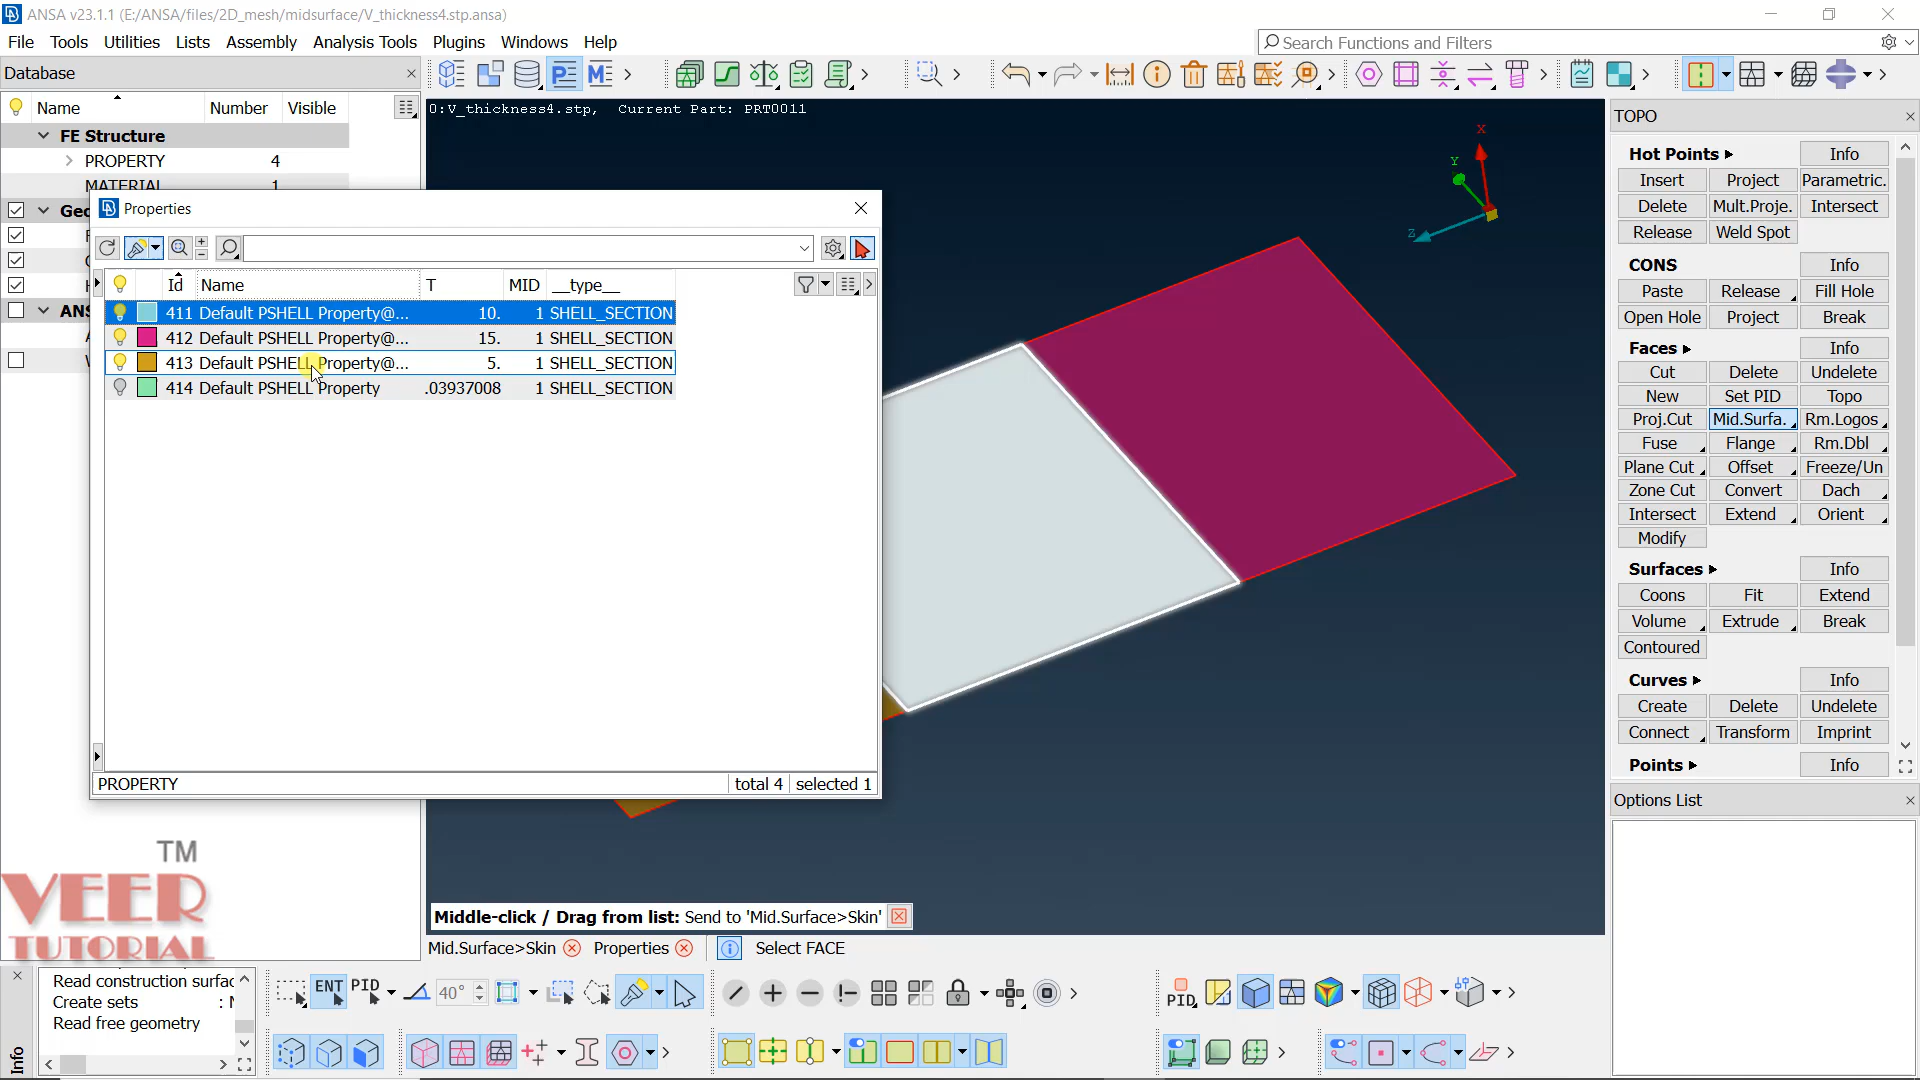 ANSA v23.1.1 (E:/ANSA/files/2D_mesh/midsurface/V_thickness4.stp.ansa)
File Tools Utilities Lists Assembly Analysis Tools Plugins Windows Help
Search Functions and Filters
Database
Name Number Visible
FE Structure
PROPERTY 4
MATERIAL 1
0:V_thickness4.stp, Current Part: PRT0011
X
Y
Z
Properties
Id Name T MID __type__
411 Default PSHELL Property@... 10. 1 SHELL_SECTION
412 Default PSHELL Property@... 15. 1 SHELL_SECTION
413 Default PSHELL Property@... 5. 1 SHELL_SECTION
414 Default PSHELL Property .03937008 1 SHELL_SECTION
PROPERTY total 4 selected 1
TM
VEER
TUTORIAL
Middle-click / Drag from list: Send to 'Mid.Surface>Skin'
Mid.Surface>Skin Properties Select FACE
Read construction surfac
Create sets :
Read free geometry
Info
ENT PID 40°
PID
TOPO
Hot Points Info
Insert Project Parametric.
Delete Mult.Proje. Intersect
Release Weld Spot
CONS Info
Paste Release Fill Hole
Open Hole Project Break
Faces Info
Cut Delete Undelete
New Set PID Topo
Proj.Cut Mid.Surfa. Rm.Logos
Fuse Flange Rm.Dbl
Plane Cut Offset Freeze/Un
Zone Cut Convert Dach
Intersect Extend Orient
Modify
Surfaces Info
Coons Fit Extend
Volume Extrude Break
Contoured
Curves Info
Create Delete Undelete
Connect Transform Imprint
Points Info
Options List